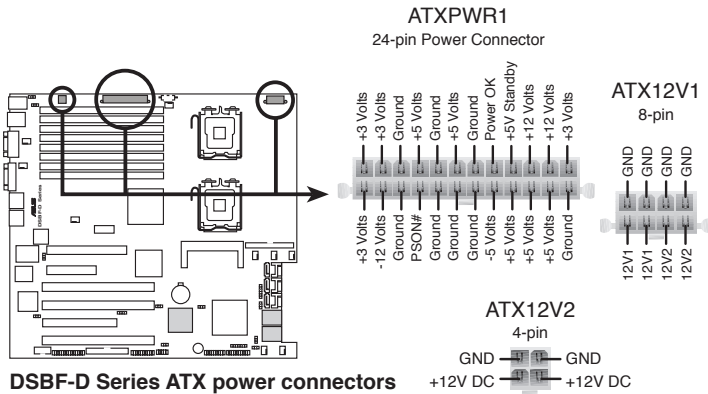 ATXPWR1
24-pin Power Connector
+3 Volts
+3 Volts
Ground
+5 Volts
Ground
+5 Volts
Ground
Power OK
+5V Standby
+12 Volts
+12 Volts
+3 Volts
+3 Volts
-12 Volts
Ground
PSON#
Ground
Ground
Ground
-5 Volts
+5 Volts
+5 Volts
+5 Volts
Ground
ATX12V1
8-pin
GND
GND
GND
GND
12V1
12V1
12V2
12V2
ATX12V2
4-pin
GND GND
+12V DC +12V DC
ASUS
DSBF-D Series
DSBF-D Series ATX power connectors